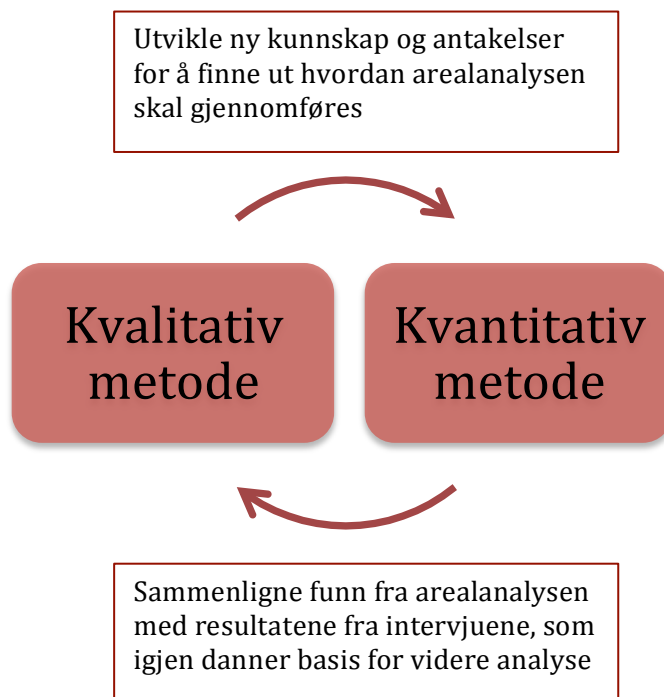 Utvikle ny kunnskap og antakelser
for å finne ut hvordan arealanalysen
skal gjennomføres
Kvalitativ
metode
Kvantitativ
metode
Sammenligne funn fra arealanalysen
med resultatene fra intervjuene, som
igjen danner basis for videre analyse